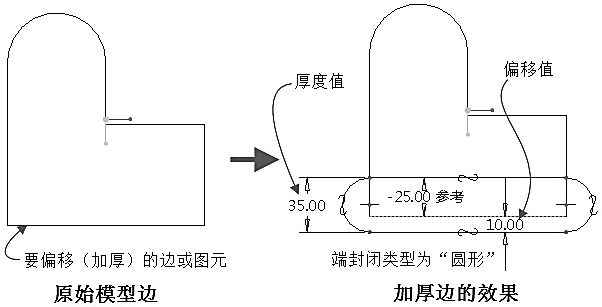 偏移值
厚度值
-25.00 参考
35.00
10.00
要偏移（加厚）的边或图元
端封闭类型为“圆形”
原始模型边
加厚边的效果